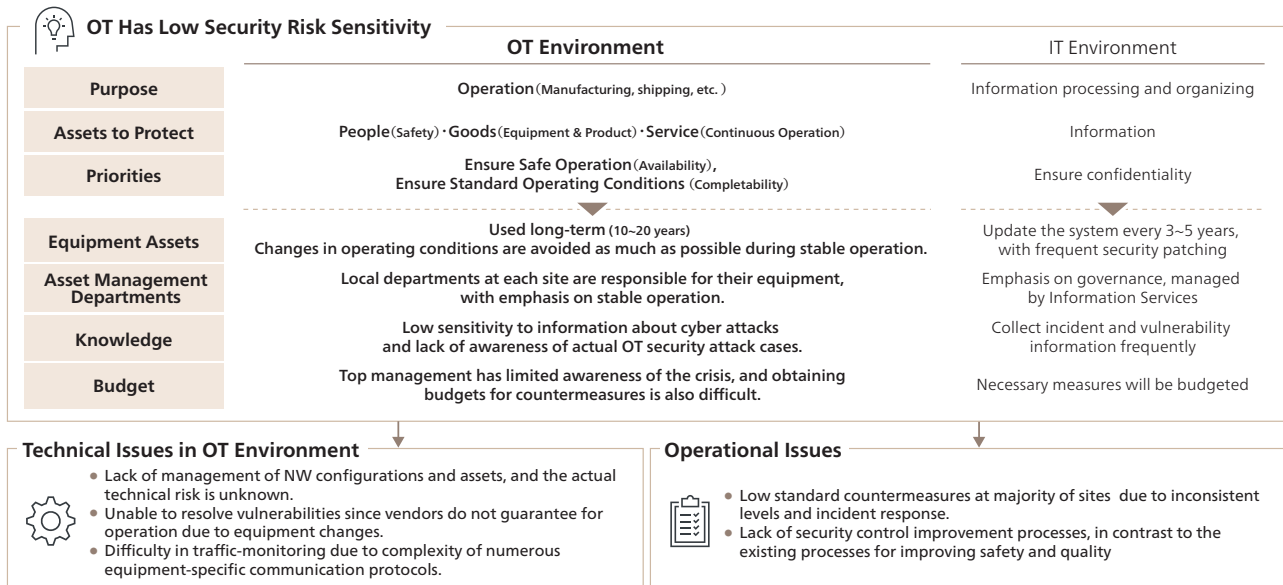 OT Has Low Security Risk Sensitivity
OT Environment
IT Environment
Purpose
Operation (Manufacturing, shipping, etc. )
Information processing and organizing
Assets to Protect
People (Safety)・Goods (Equipment & Product)・Service (Continuous Operation)
Information
Priorities
Ensure Safe Operation (Availability),
Ensure Standard Operating Conditions (Completability)
Ensure confidentiality
Equipment Assets
Used long-term (10~20 years)
Changes in operating conditions are avoided as much as possible during stable operation.
Update the system every 3~5 years,
with frequent security patching
Asset Management
Departments
Local departments at each site are responsible for their equipment,
with emphasis on stable operation.
Emphasis on governance, managed
by Information Services
Knowledge
Low sensitivity to information about cyber attacks
and lack of awareness of actual OT security attack cases.
Collect incident and vulnerability
information frequently
Budget
Top management has limited awareness of the crisis, and obtaining
budgets for countermeasures is also difficult.
Necessary measures will be budgeted
Technical Issues in OT Environment
● Lack of management of NW configurations and assets, and the actual
technical risk is unknown.
● Unable to resolve vulnerabilities since vendors do not guarantee for
operation due to equipment changes.
● Difficulty in traffic-monitoring due to complexity of numerous
equipment-specific communication protocols.
Operational Issues
● Low standard countermeasures at majority of sites due to inconsistent
levels and incident response.
● Lack of security control improvement processes, in contrast to the
existing processes for improving safety and quality